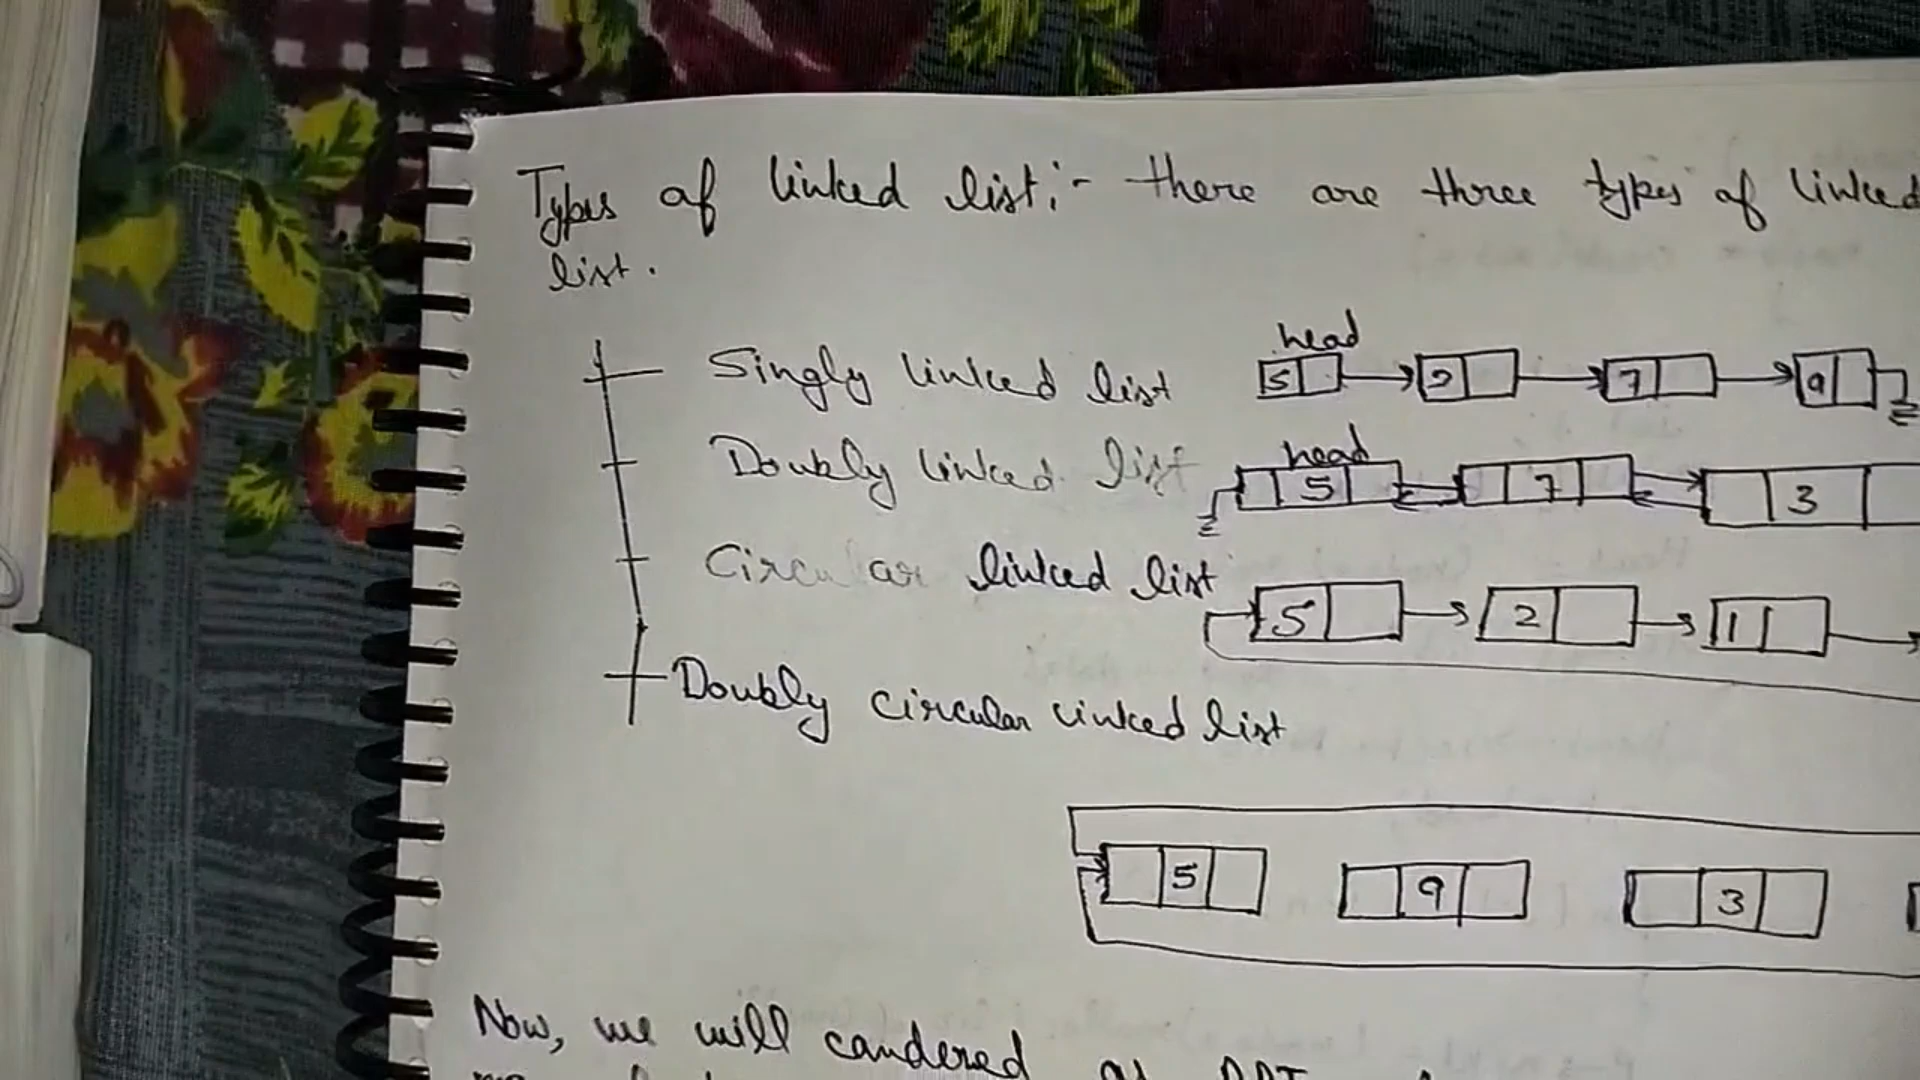 Types of linked list :- there are three types of linked
list.
Singly linked list
head
5 2 7 9
Doubly linked list
head
5 7 3
Circular linked list
5 2 1
Doubly circular linked list
5 9 3
Now, we will candered